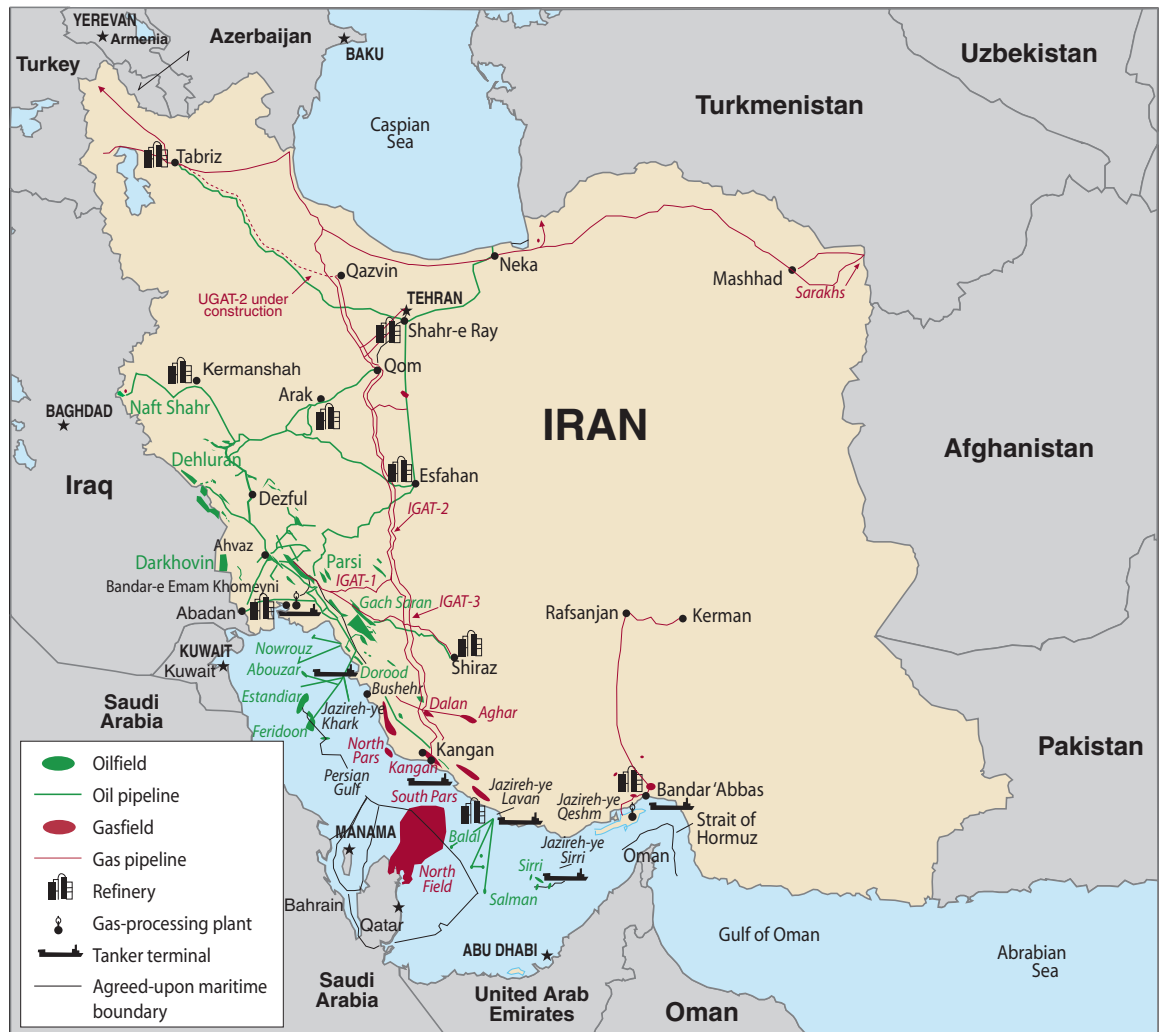 YEREVAN
Armenia
Azerbaijan
BAKU
Turkey
Uzbekistan
Turkmenistan
Caspian
Sea
Tabriz
Neka
Qazvin
Mashhad
Sarakhs
UGAT-2 under
construction
TEHRAN
Shahr-e Ray
Kermanshah
Qom
Arak
Naft Shahr
BAGHDAD
IRAN
Afghanistan
Dehluran
Iraq
Esfahan
Dezful
IGAT-2
Ahvaz
Darkhovin
Parsi
IGAT-1
Bandar-e Emam Khomeyni
Gach Saran
IGAT-3
Abadan
Rafsanjan
Kerman
KUWAIT
Kuwait
Nowrouz
Abouzar
Shiraz
Dorood
Bushehr
Estandiar
Jazireh-ye
Khark
Dalan
Aghar
Saudi
Arabia
Feridoon
North
Pars
Kangan
Kangan
Pakistan
Persian
Gulf
South Pars
Jazireh-ye
Lavan
Jazireh-ye
Qeshm
Bandar 'Abbas
Strait of
Hormuz
MANAMA
Balal
Jazireh-ye
Sirri
Oman
North
Field
Sirri
Salman
Bahrain
Qatar
ABU DHABI
Gulf of Oman
Abrabian
Sea
Saudi
Arabia
United Arab
Emirates
Oman
Oilfield
Oil pipeline
Gasfield
Gas pipeline
Refinery
Gas-processing plant
Tanker terminal
Agreed-upon maritime
boundary